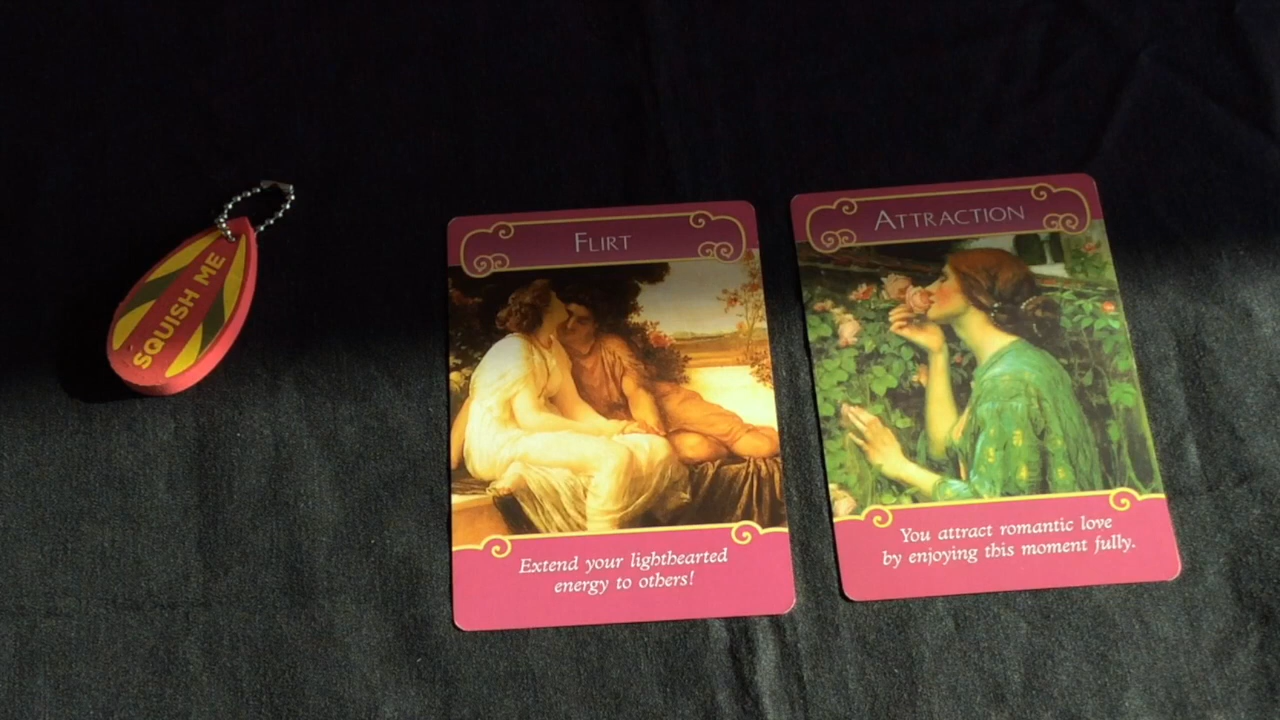 SQUISH ME
FLIRT
Extend your lighthearted
energy to others!
ATTRACTION
You attract romantic love
by enjoying this moment fully.